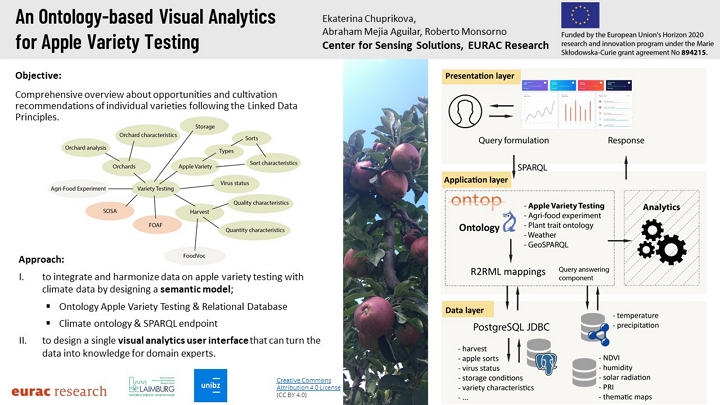 An Ontology-based Visual Analytics
for Apple Variety Testing
Ekaterina Chuprikova,
Abraham Mejia Aguilar, Roberto Monsorno
Center for Sensing Solutions, EURAC Research
Funded by the European Union's Horizon 2020
research and innovation program under the Marie
Skłodowska-Curie grant agreement No 894215.
Objective:
Comprehensive overview about opportunities and cultivation
recommendations of individual varieties following the Linked Data
Principles.
Storage
Orchard characteristics
Sorts
Orchard analysis
Types
Orchards
Apple Variety
Sort characteristics
Agri-Food Experiment
Variety Testing
Virus status
SOSA
Quality characteristics
Harvest
FOAF
Quantity characteristics
FoodVoc
Approach:
I. to integrate and harmonize data on apple variety testing with
climate data by designing a semantic model;
▪ Ontology Apple Variety Testing & Relational Database
▪ Climate ontology & SPARQL endpoint
II. to design a single visual analytics user interface that can turn the
data into knowledge for domain experts.
eurac research
LAIMBURG
unibz
Creative Commons
Attribution 4.0 License
(CC BY 4.0)
Presentation layer
Query formulation
Response
SPARQL
Application layer
ontop
Ontology
- Apple Variety Testing
- Agri-food experiment
- Plant trait ontology
- Weather
- GeoSPARQL
Analytics
R2RML mappings
Query answering
component
Data layer
PostgreSQL JDBC
- harvest
- apple sorts
- virus status
- storage conditions
- variety characteristics
- ...
- temperature
- precipitation
- NDVI
- humidity
- solar radiation
- PRI
- thematic maps